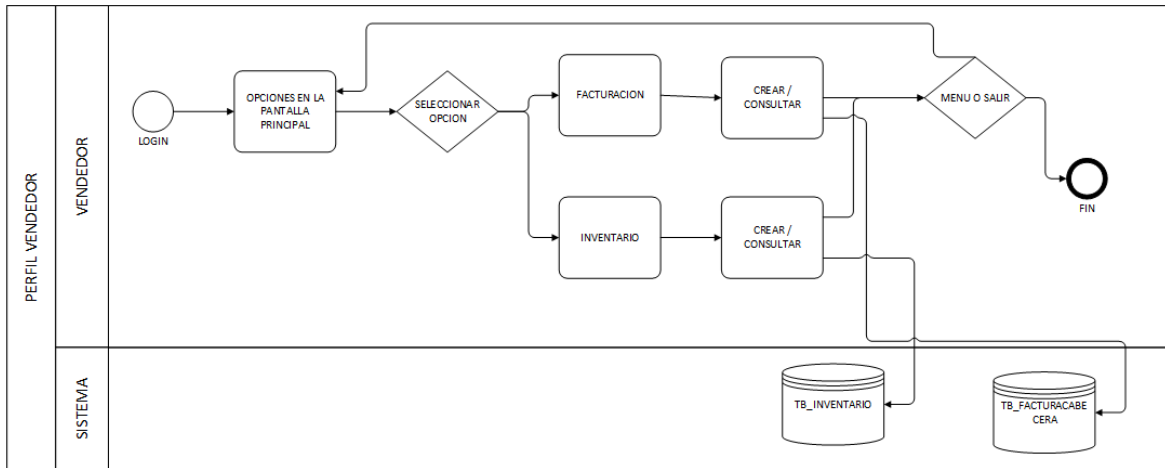 PERFIL VENDEDOR
VENDEDOR
LOGIN
OPCIONES EN LA
PANTALLA
PRINCIPAL
SELECCIONAR
OPCION
FACTURACION
CREAR /
CONSULTAR
MENU O SALIR
FIN
INVENTARIO
CREAR /
CONSULTAR
SISTEMA
TB_INVENTARIO
TB_FACTURACABE
CERA